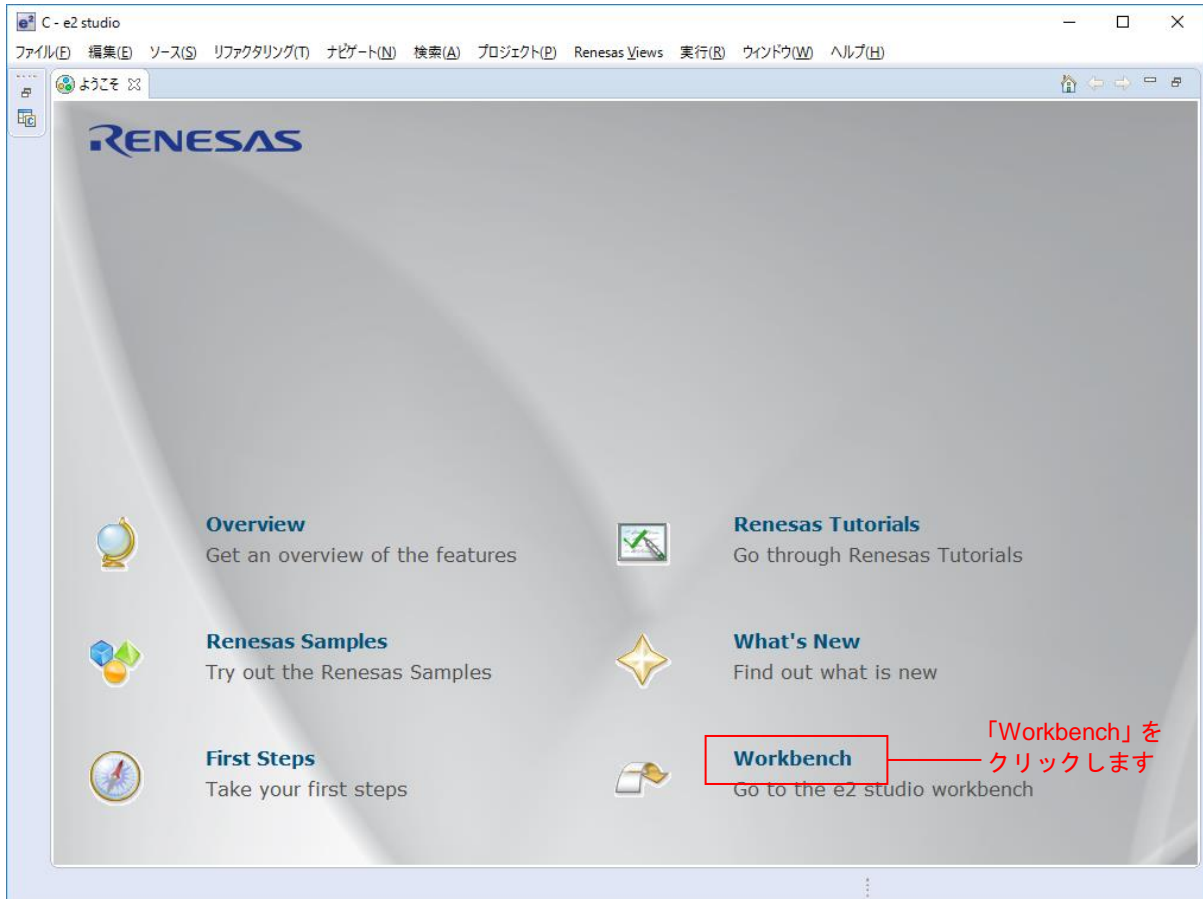 C - e2 studio
ファイル(F) 編集(E) ソース(S) リファクタリング(T) ナビゲート(N) 検索(A) プロジェクト(P) Renesas Views 実行(R) ウィンドウ(W) ヘルプ(H)
ようこそ
RENESAS
Overview
Get an overview of the features
Renesas Tutorials
Go through Renesas Tutorials
Renesas Samples
Try out the Renesas Samples
What's New
Find out what is new
First Steps
Take your first steps
Workbench
Go to the e2 studio workbench
「Workbench」を
クリックします